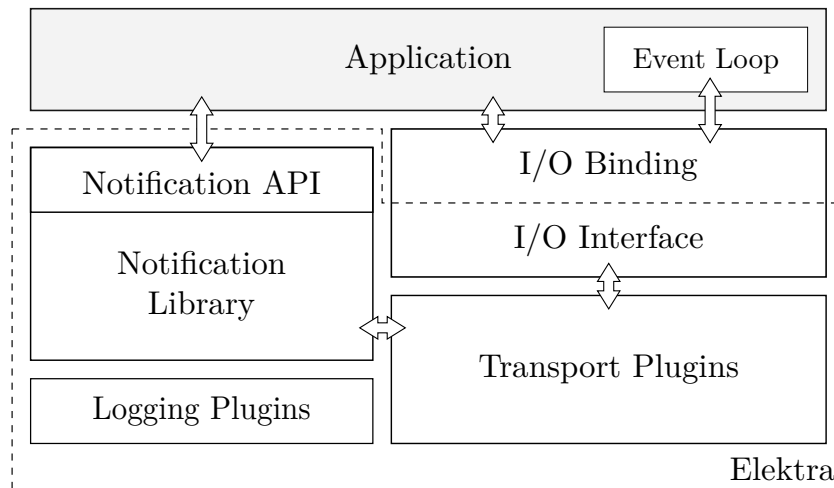 Application
Event Loop
Notification API
I/O Binding
I/O Interface
Notification
Library
Transport Plugins
Logging Plugins
Elektra